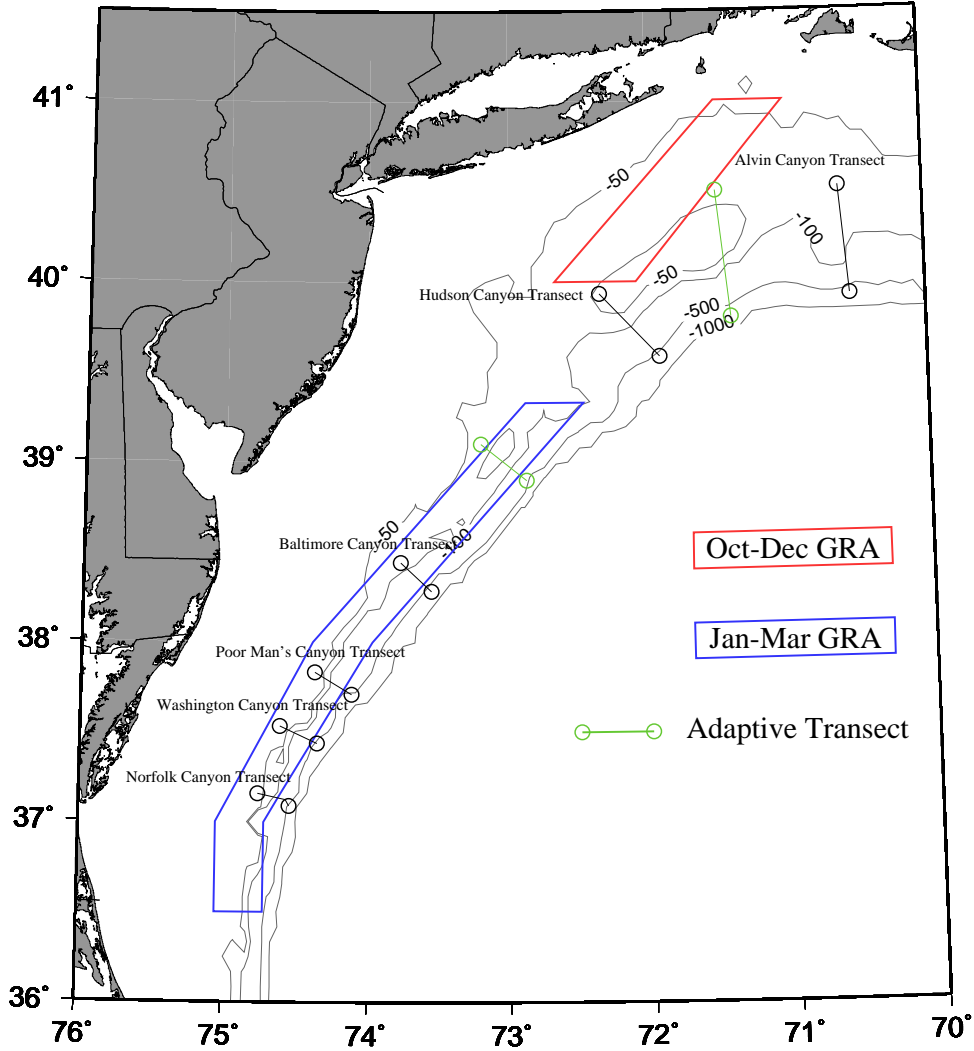 41°
-50
Alvin Canyon Transect
-100
40°
-50
Hudson Canyon Transect
-500
-1000
39°
-50
-100
Baltimore Canyon Transect
Oct-Dec GRA
38°
Jan-Mar GRA
Poor Man's Canyon Transect
Washington Canyon Transect
Adaptive Transect
Norfolk Canyon Transect
37°
36°
76° 75° 74° 73° 72° 71° 70°